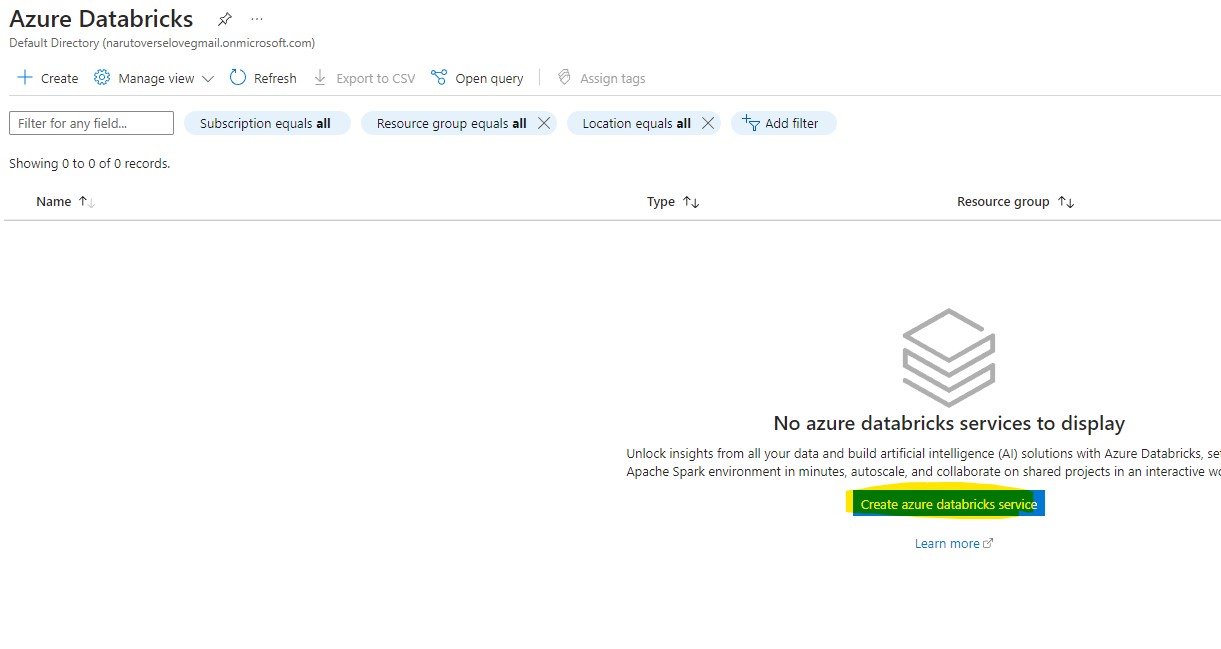 Azure Databricks
Default Directory (narutoverselovegmail.onmicrosoft.com)
Create Manage view Refresh Export to CSV Open query Assign tags
Filter for any field... Subscription equals all Resource group equals all Location equals all Add filter
Showing 0 to 0 of 0 records.
Name Type Resource group
No azure databricks services to display
Unlock insights from all your data and build artificial intelligence (AI) solutions with Azure Databricks, se
Apache Spark environment in minutes, autoscale, and collaborate on shared projects in an interactive wo
Create azure databricks service
Learn more